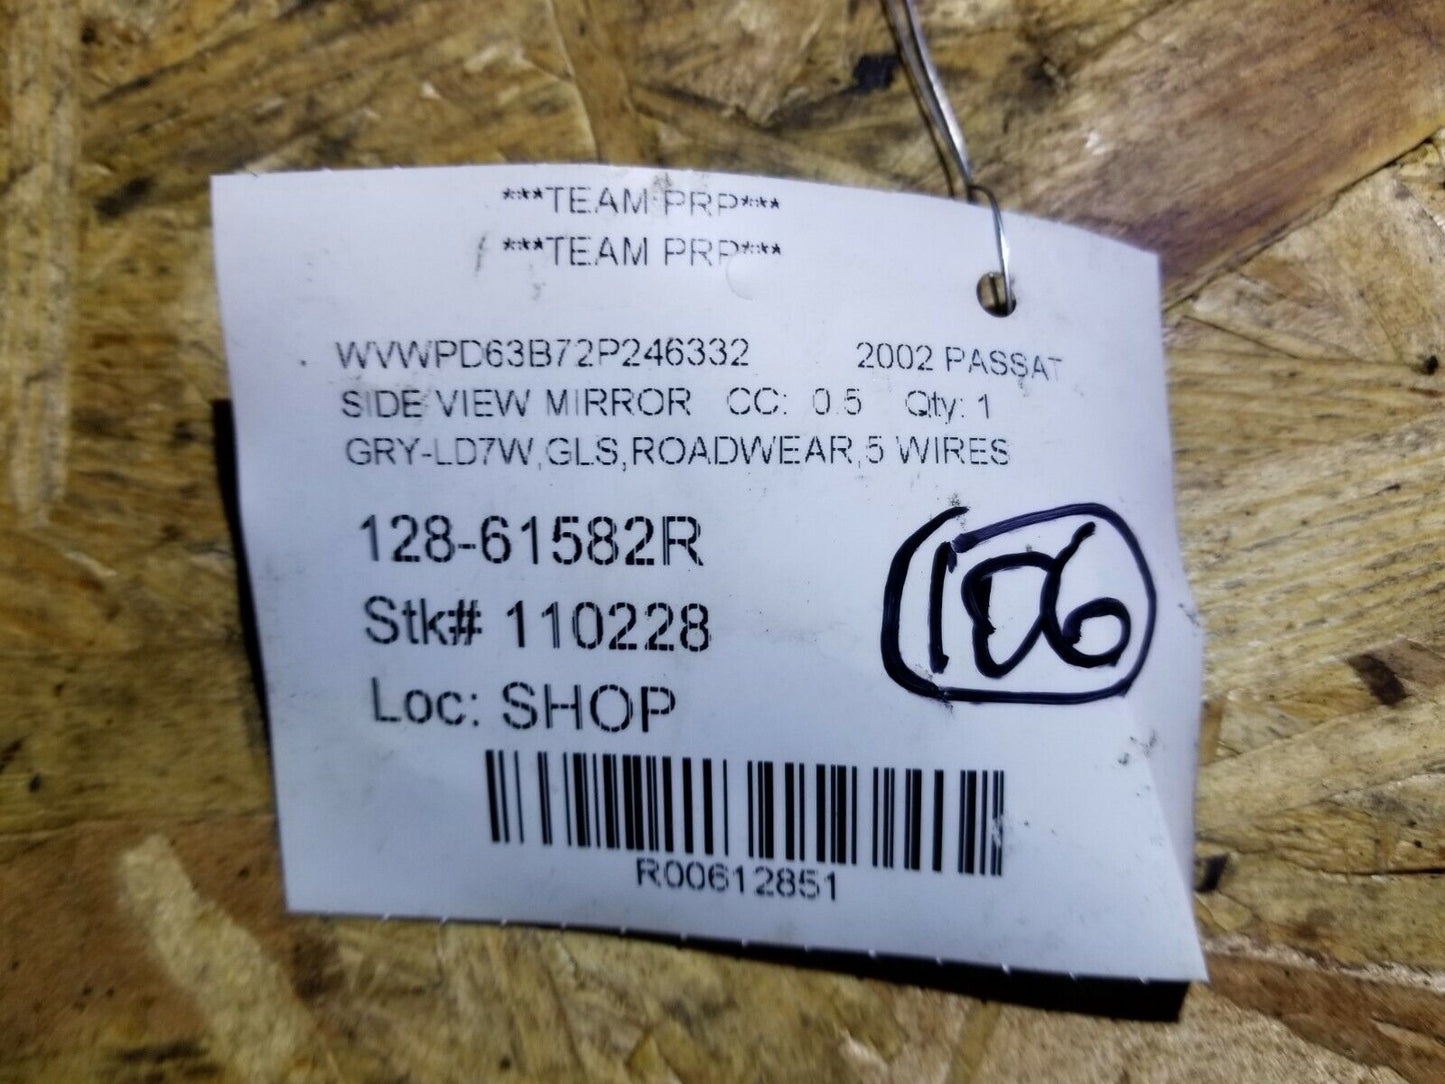 ***TEAM PRP***
***TEAM PRP***
WVWPD63B72P246332 2002 PASSAT
SIDE VIEW MIRROR CC: 0.5 Qty: 1
GRY-LD7W,GLS,ROADWEAR,5 WIRES
128-61582R
Stk# 110228
Loc: SHOP
1D6
R00612851